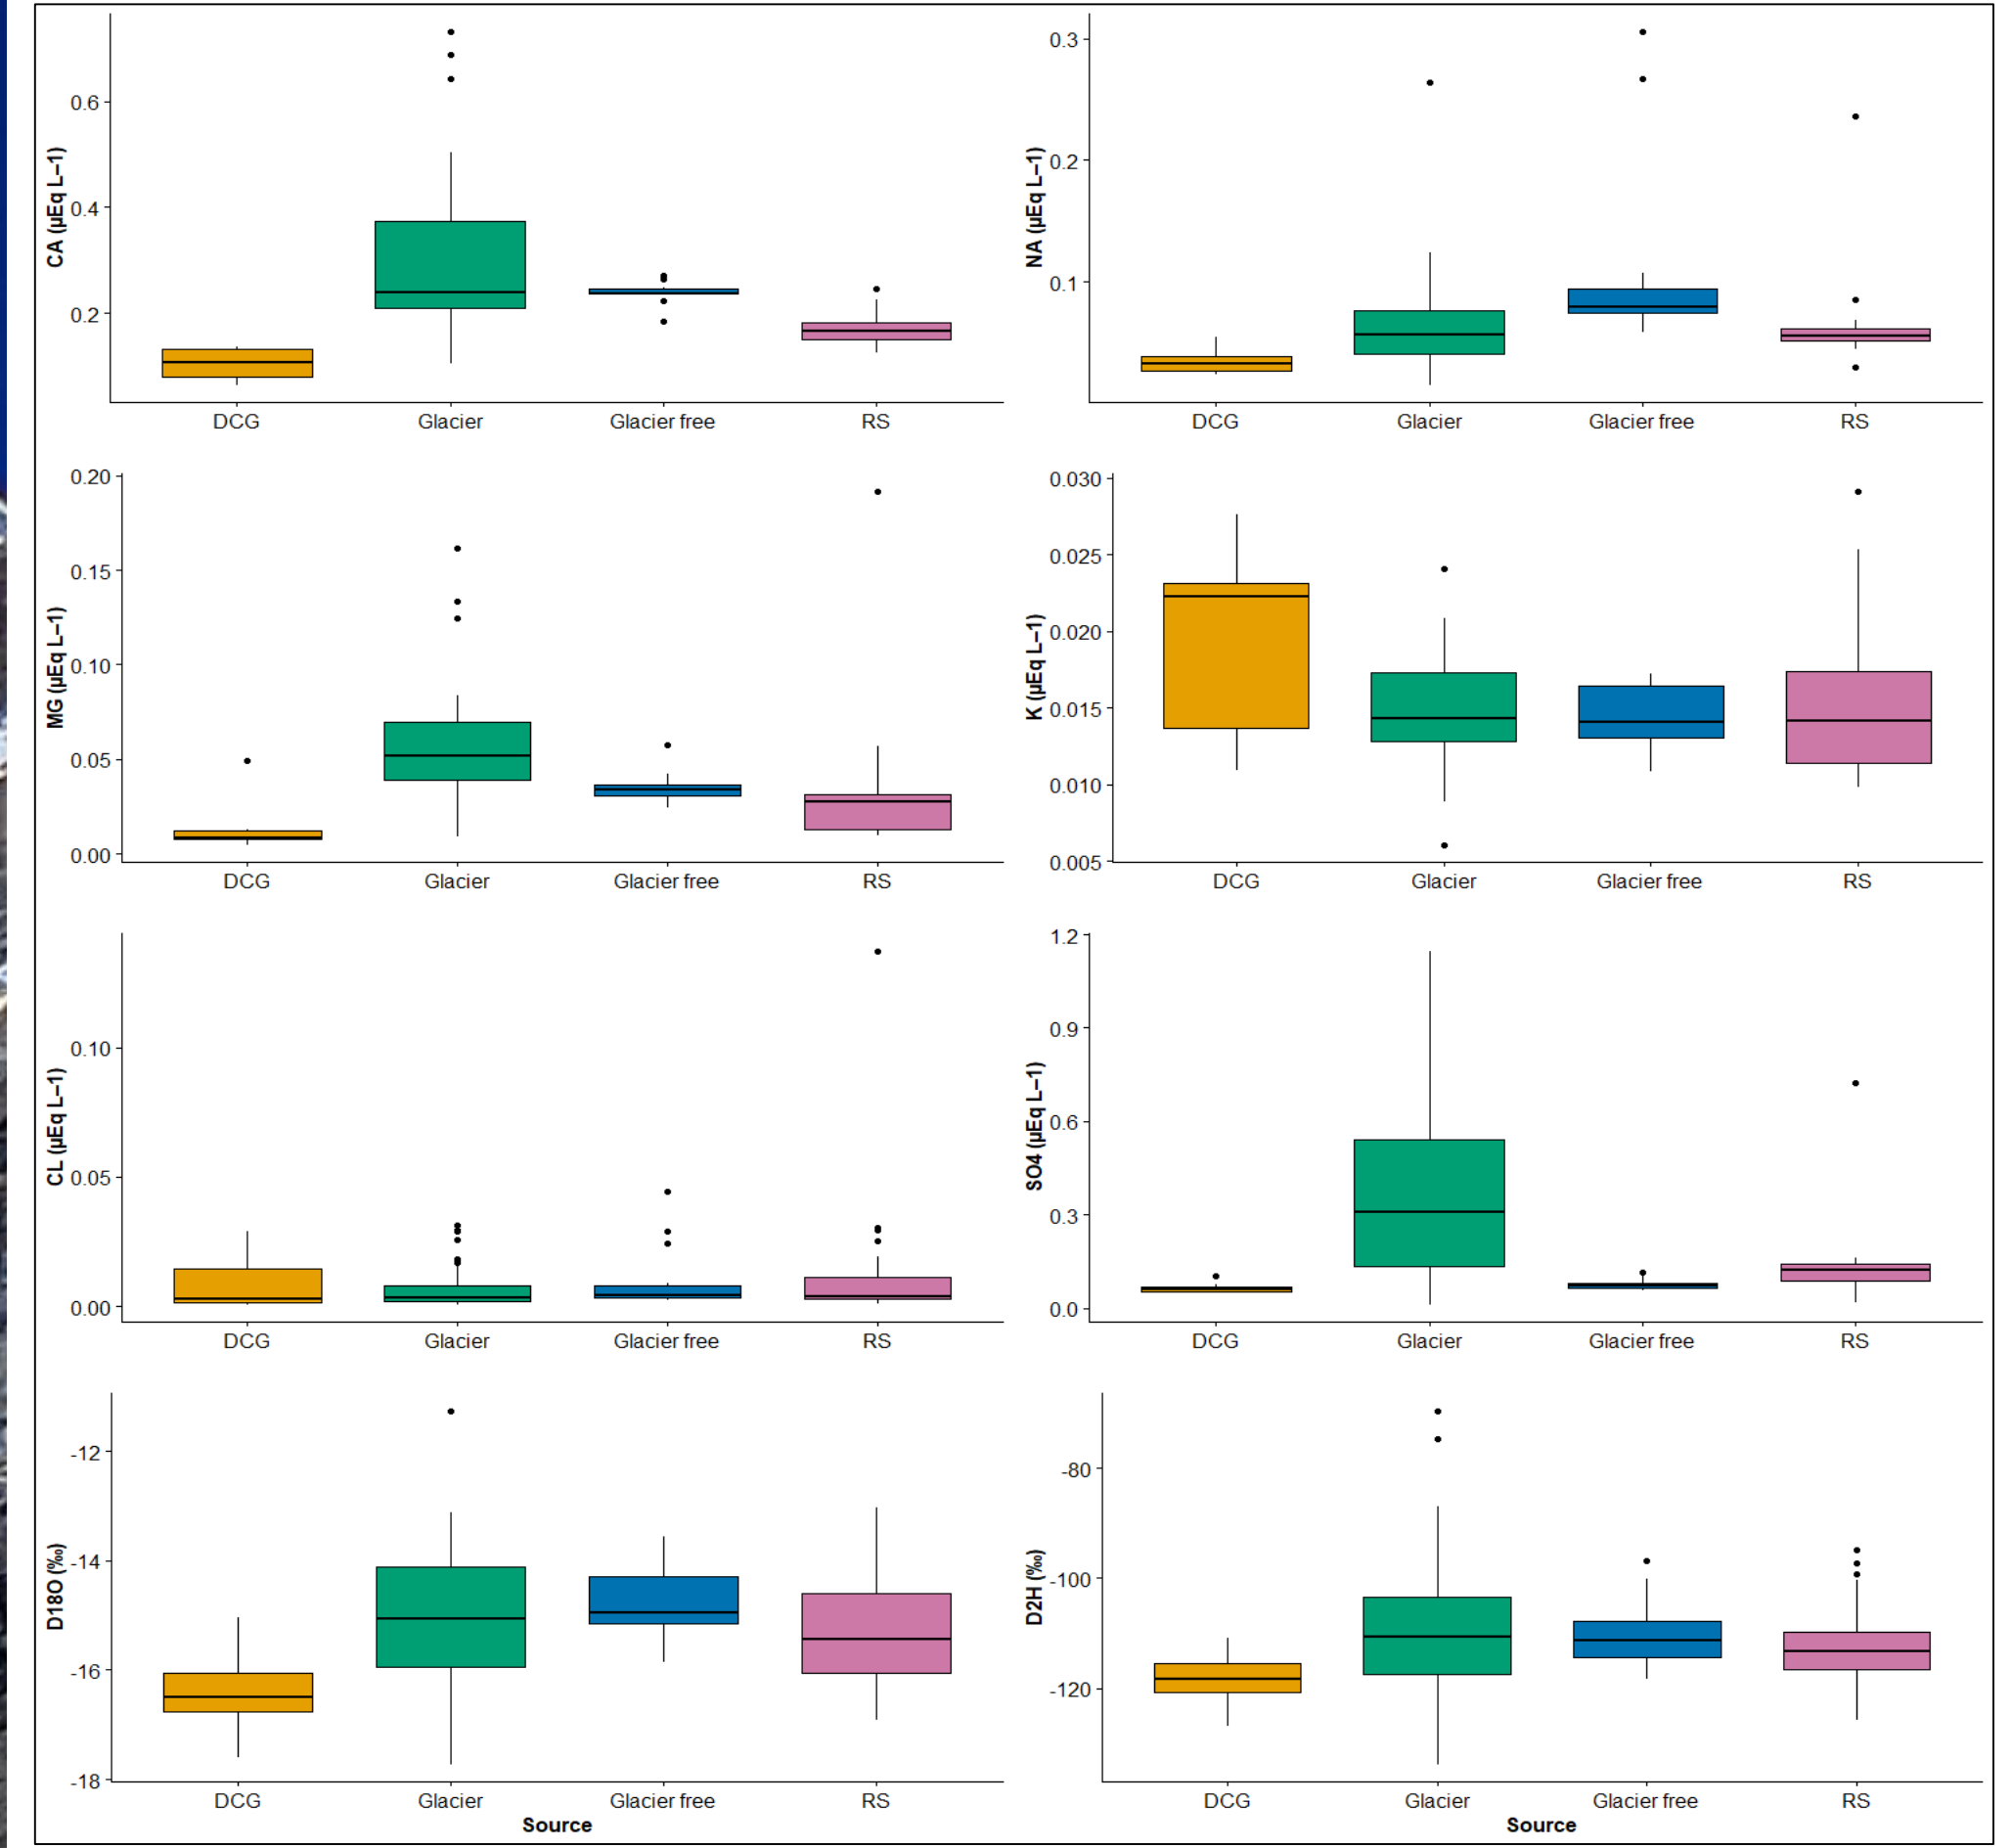 CA (µEq L−1)
0.6
0.4
0.2
DCG Glacier Glacier free RS
NA (µEq L−1)
0.3
0.2
0.1
DCG Glacier Glacier free RS
MG (µEq L−1)
0.20
0.15
0.10
0.05
0.00
DCG Glacier Glacier free RS
K (µEq L−1)
0.030
0.025
0.020
0.015
0.010
0.005
DCG Glacier Glacier free RS
CL (µEq L−1)
0.10
0.05
0.00
DCG Glacier Glacier free RS
SO4 (µEq L−1)
1.2
0.9
0.6
0.3
0.0
DCG Glacier Glacier free RS
D18O (‰)
-12
-14
-16
-18
DCG Glacier Glacier free RS
Source
D2H (‰)
-80
-100
-120
DCG Glacier Glacier free RS
Source